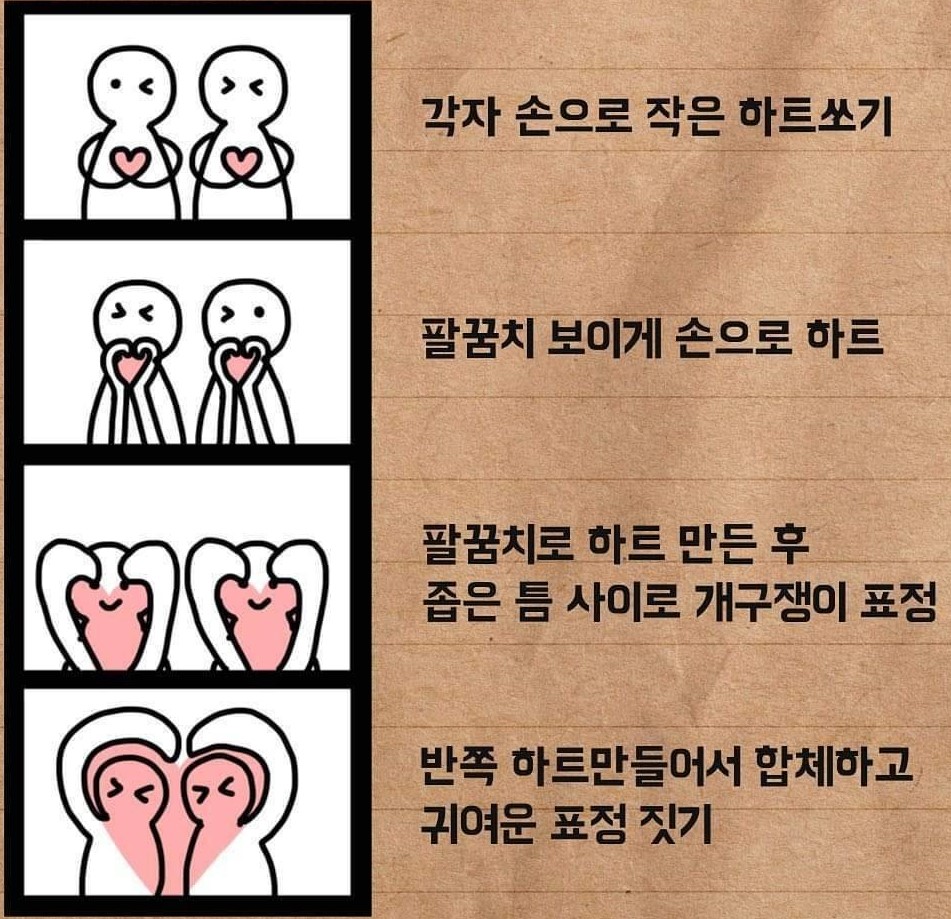 각자 손으로 작은 하트쏘기
팔꿈치 보이게 손으로 하트
팔꿈치로 하트 만든 후
좁은 틈 사이로 개구쟁이 표정
반쪽 하트만들어서 합체하고
귀여운 표정 짓기